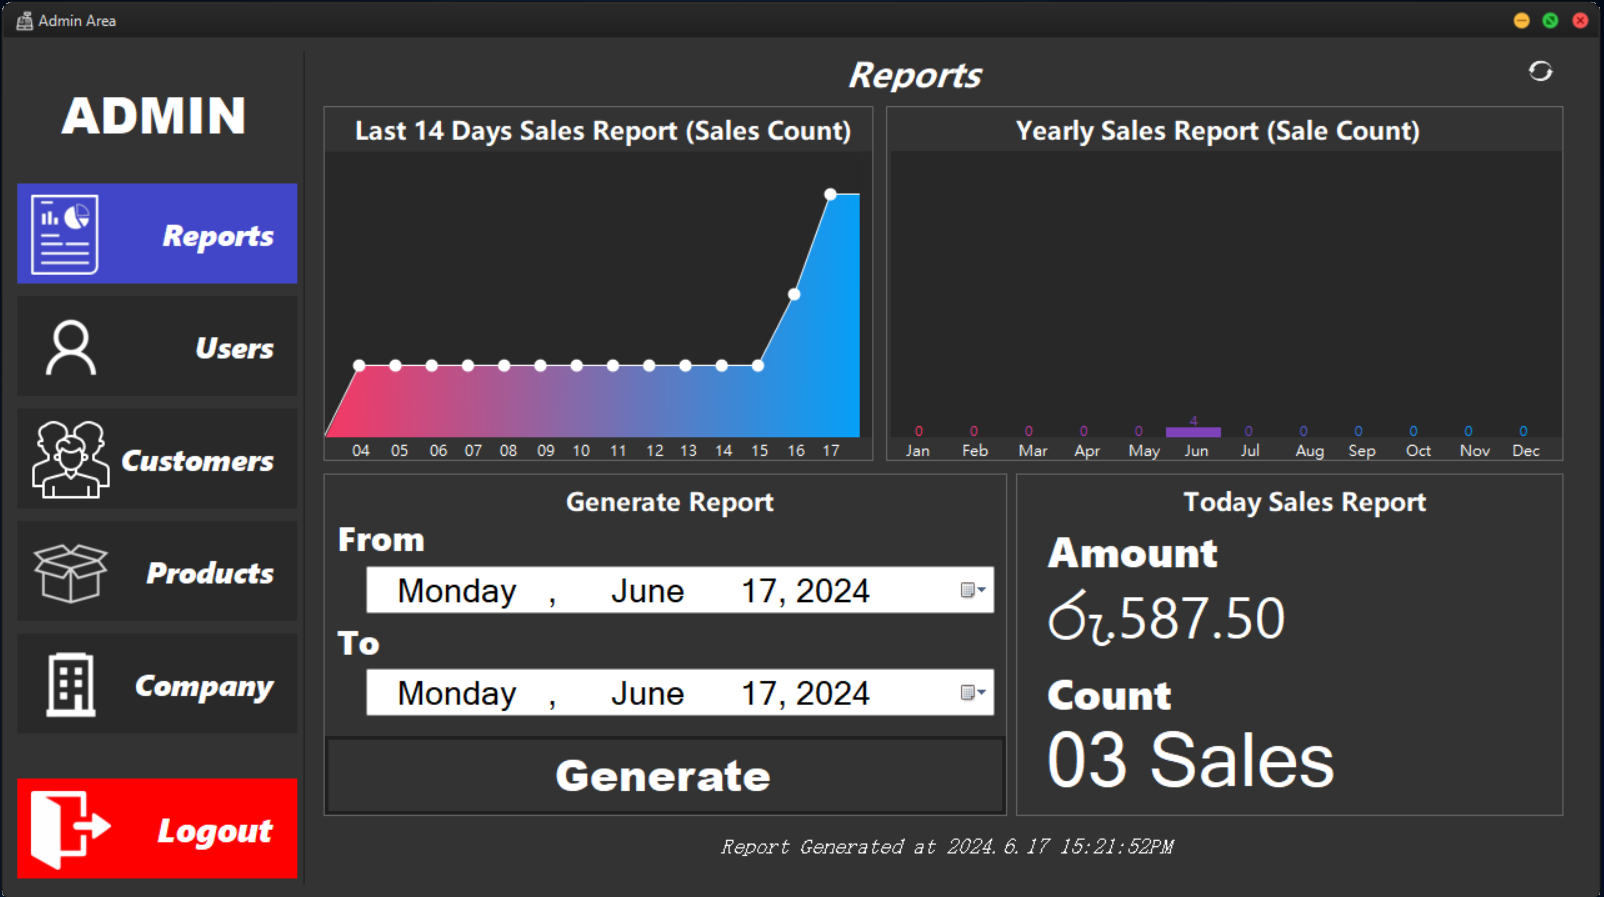 Admin Area
ADMIN
Reports
Users
Customers
Products
Company
Logout
Reports
Last 14 Days Sales Report (Sales Count)
04 05 06 07 08 09 10 11 12 13 14 15 16 17
Yearly Sales Report (Sale Count)
0 0 0 0 0 4 0 0 0 0 0 0
Jan Feb Mar Apr May Jun Jul Aug Sep Oct Nov Dec
Generate Report
From
Monday , June 17, 2024
To
Monday , June 17, 2024
Generate
Today Sales Report
Amount
රු.587.50
Count
03 Sales
Report Generated at 2024.6.17 15:21:52PM